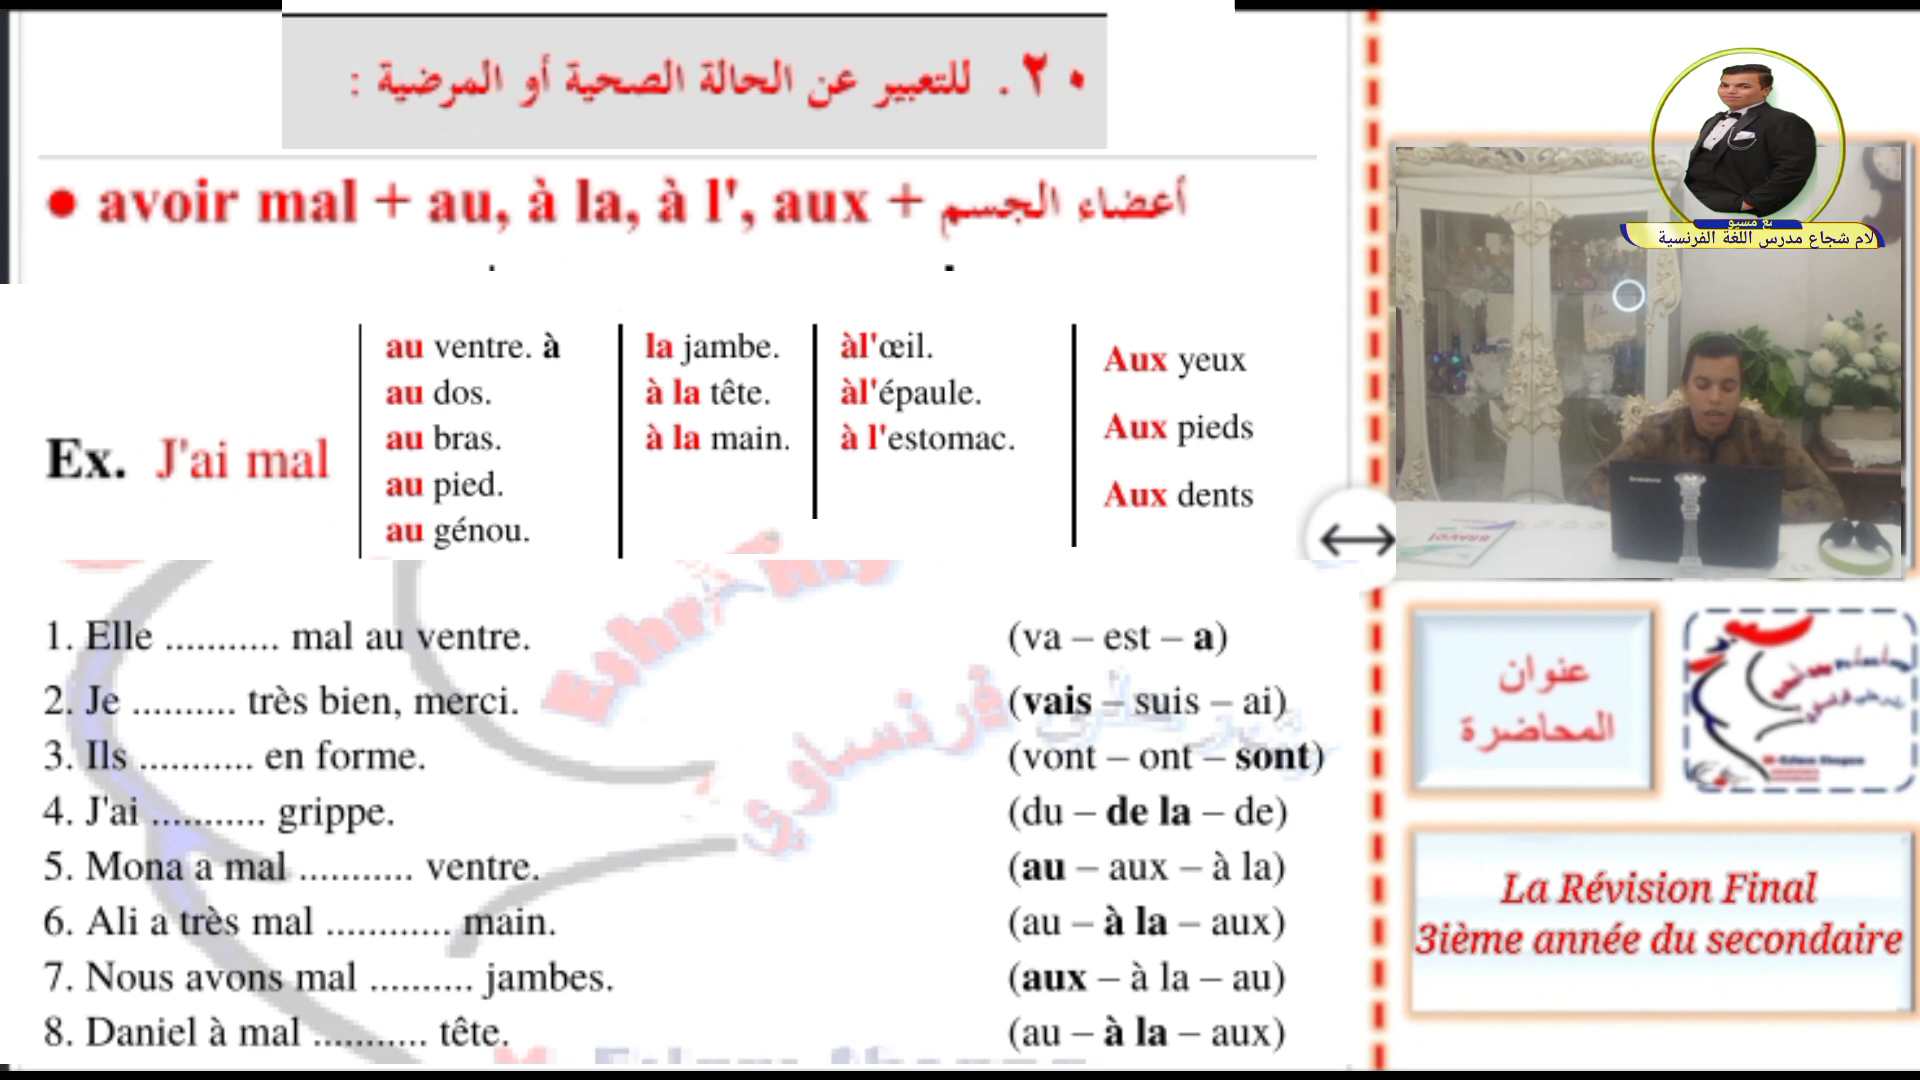 ٢٠ . للتعبير عن الحالة الصحية أو المرضية :
• avoir mal + au, à la, à l', aux + أعضاء الجسم
Ex. J'ai mal
au ventre. à
au dos.
au bras.
au pied.
au génou.
la jambe.
à la tête.
à la main.
àl'œil.
àl'épaule.
à l'estomac.
Aux yeux
Aux pieds
Aux dents
1. Elle ........... mal au ventre. (va – est – a)
2. Je .......... très bien, merci. (vais – suis – ai)
3. Ils ........... en forme. (vont – ont – sont)
4. J'ai ........... grippe. (du – de la – de)
5. Mona a mal ........... ventre. (au – aux – à la)
6. Ali a très mal ............ main. (au – à la – aux)
7. Nous avons mal .......... jambes. (aux – à la – au)
8. Daniel à mal ........... tête. (au – à la – aux)
مع مسيو
لام شجاع مدرس اللغة الفرنسية
BRAVO!
عنوان
المحاضرة
La Révision Final
3ième année du secondaire